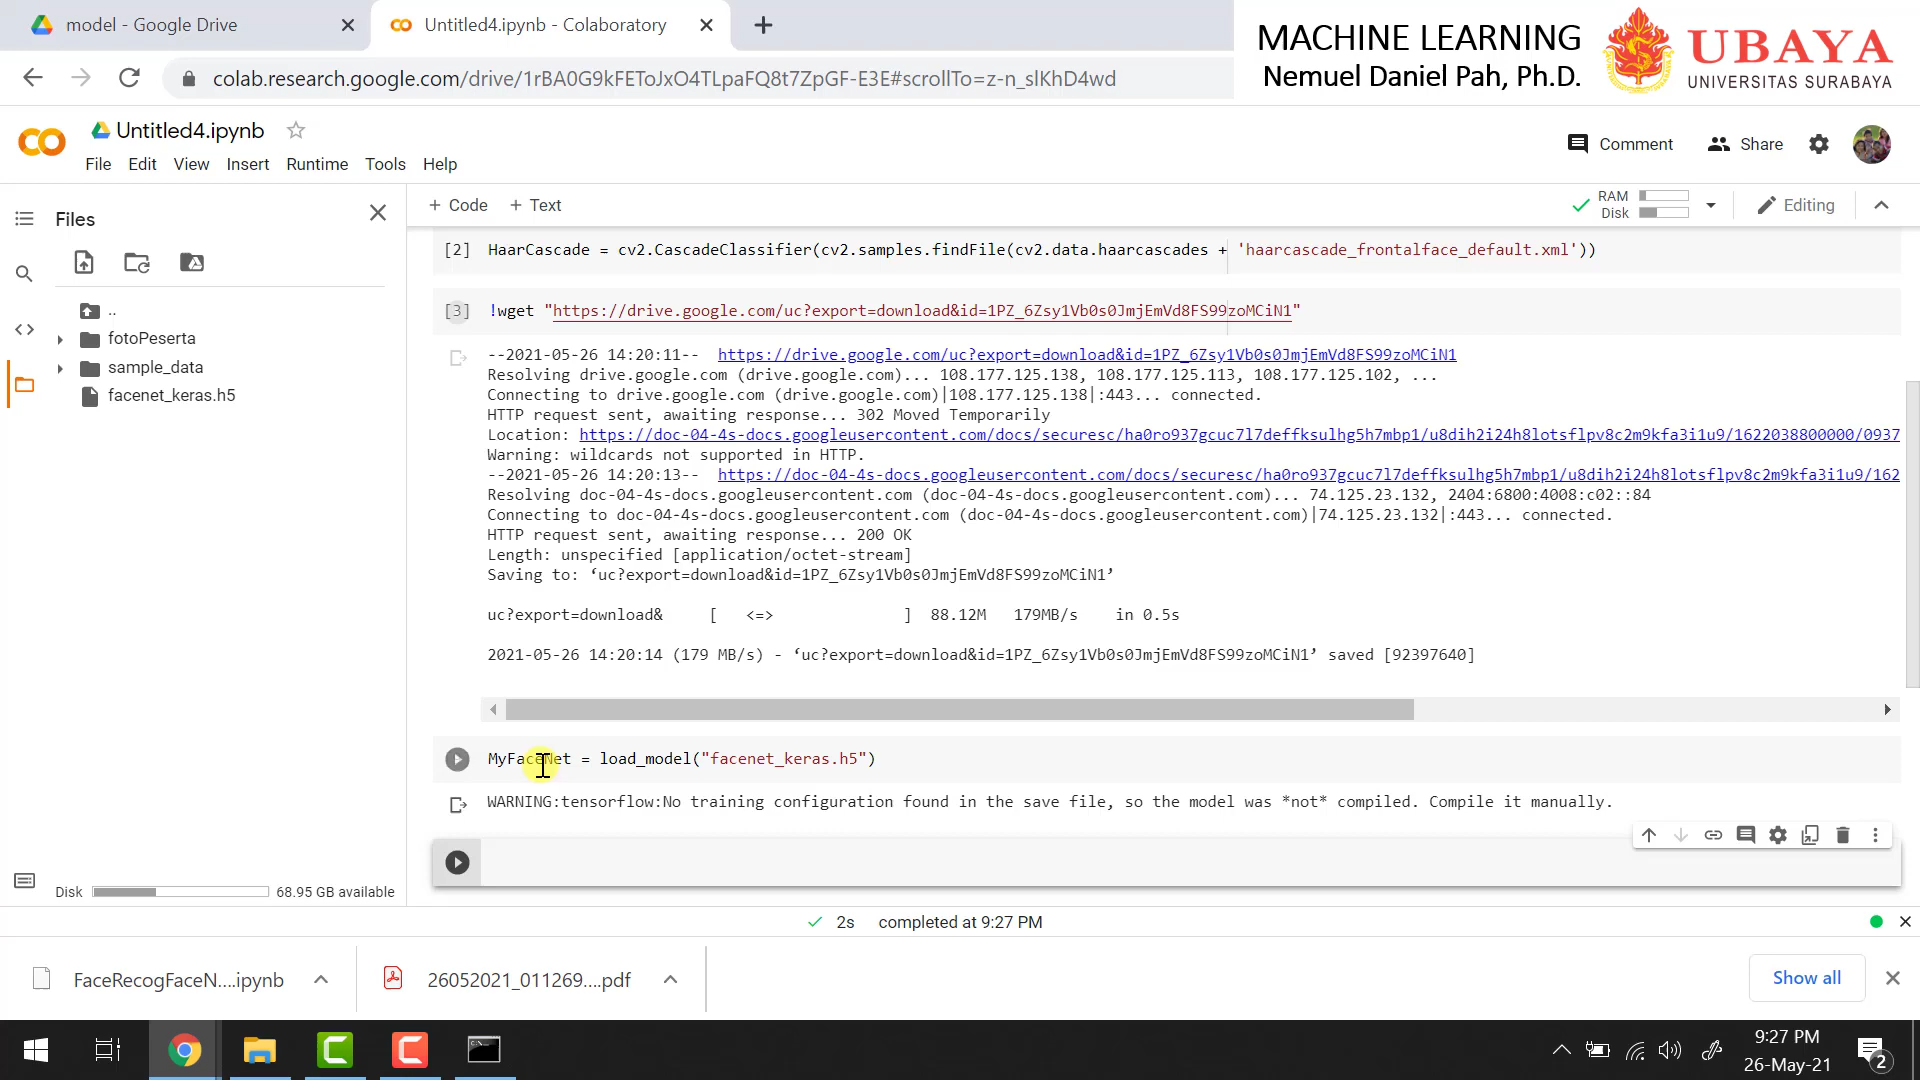 model - Google Drive
Untitled4.ipynb - Colaboratory
MACHINE LEARNING
Nemuel Daniel Pah, Ph.D.
UBAYA
UNIVERSITAS SURABAYA
colab.research.google.com/drive/1rBA0G9kFEToJxO4TLpaFQ8t7ZpGF-E3E#scrollTo=z-n_slKhD4wd
Untitled4.ipynb
File Edit View Insert Runtime Tools Help
Comment
Share
Files
+ Code + Text
RAM
Disk
Editing
..
fotoPeserta
sample_data
facenet_keras.h5
[2] HaarCascade = cv2.CascadeClassifier(cv2.samples.findFile(cv2.data.haarcascades + 'haarcascade_frontalface_default.xml'))
[3] !wget "https://drive.google.com/uc?export=download&id=1PZ_6Zsy1Vb0s0JmjEmVd8FS99zoMCiN1"
--2021-05-26 14:20:11-- https://drive.google.com/uc?export=download&id=1PZ_6Zsy1Vb0s0JmjEmVd8FS99zoMCiN1
Resolving drive.google.com (drive.google.com)... 108.177.125.138, 108.177.125.113, 108.177.125.102, ...
Connecting to drive.google.com (drive.google.com)|108.177.125.138|:443... connected.
HTTP request sent, awaiting response... 302 Moved Temporarily
Location: https://doc-04-4s-docs.googleusercontent.com/docs/securesc/ha0ro937gcuc7l7deffksulhg5h7mbp1/u8dih2i24h8lotsflpv8c2m9kfa3i1u9/1622038800000/0937
Warning: wildcards not supported in HTTP.
--2021-05-26 14:20:13-- https://doc-04-4s-docs.googleusercontent.com/docs/securesc/ha0ro937gcuc7l7deffksulhg5h7mbp1/u8dih2i24h8lotsflpv8c2m9kfa3i1u9/162
Resolving doc-04-4s-docs.googleusercontent.com (doc-04-4s-docs.googleusercontent.com)... 74.125.23.132, 2404:6800:4008:c02::84
Connecting to doc-04-4s-docs.googleusercontent.com (doc-04-4s-docs.googleusercontent.com)|74.125.23.132|:443... connected.
HTTP request sent, awaiting response... 200 OK
Length: unspecified [application/octet-stream]
Saving to: ‘uc?export=download&id=1PZ_6Zsy1Vb0s0JmjEmVd8FS99zoMCiN1’
uc?export=download& [ <=> ] 88.12M 179MB/s in 0.5s
2021-05-26 14:20:14 (179 MB/s) - ‘uc?export=download&id=1PZ_6Zsy1Vb0s0JmjEmVd8FS99zoMCiN1’ saved [92397640]
MyFaceNet = load_model("facenet_keras.h5")
WARNING:tensorflow:No training configuration found in the save file, so the model was *not* compiled. Compile it manually.
Disk 68.95 GB available
2s completed at 9:27 PM
FaceRecogFaceN....ipynb
26052021_011269....pdf
Show all
9:27 PM
26-May-21
2